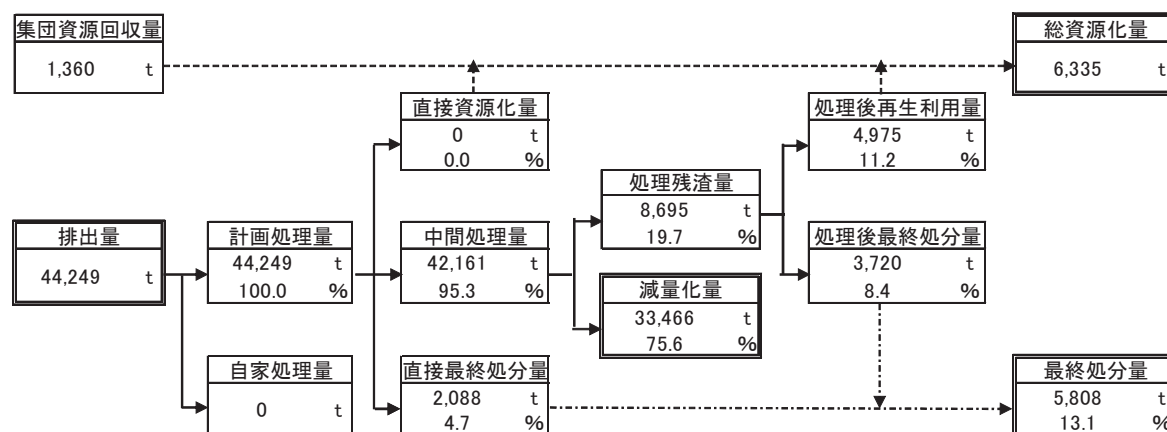 集団資源回収量
1,360 t
総資源化量
6,335 t
直接資源化量
0 t
0.0 %
処理後再生利用量
4,975 t
11.2 %
処理残渣量
8,695 t
19.7 %
排出量
44,249 t
計画処理量
44,249 t
100.0 %
中間処理量
42,161 t
95.3 %
処理後最終処分量
3,720 t
8.4 %
減量化量
33,466 t
75.6 %
自家処理量
0 t
直接最終処分量
2,088 t
4.7 %
最終処分量
5,808 t
13.1 %